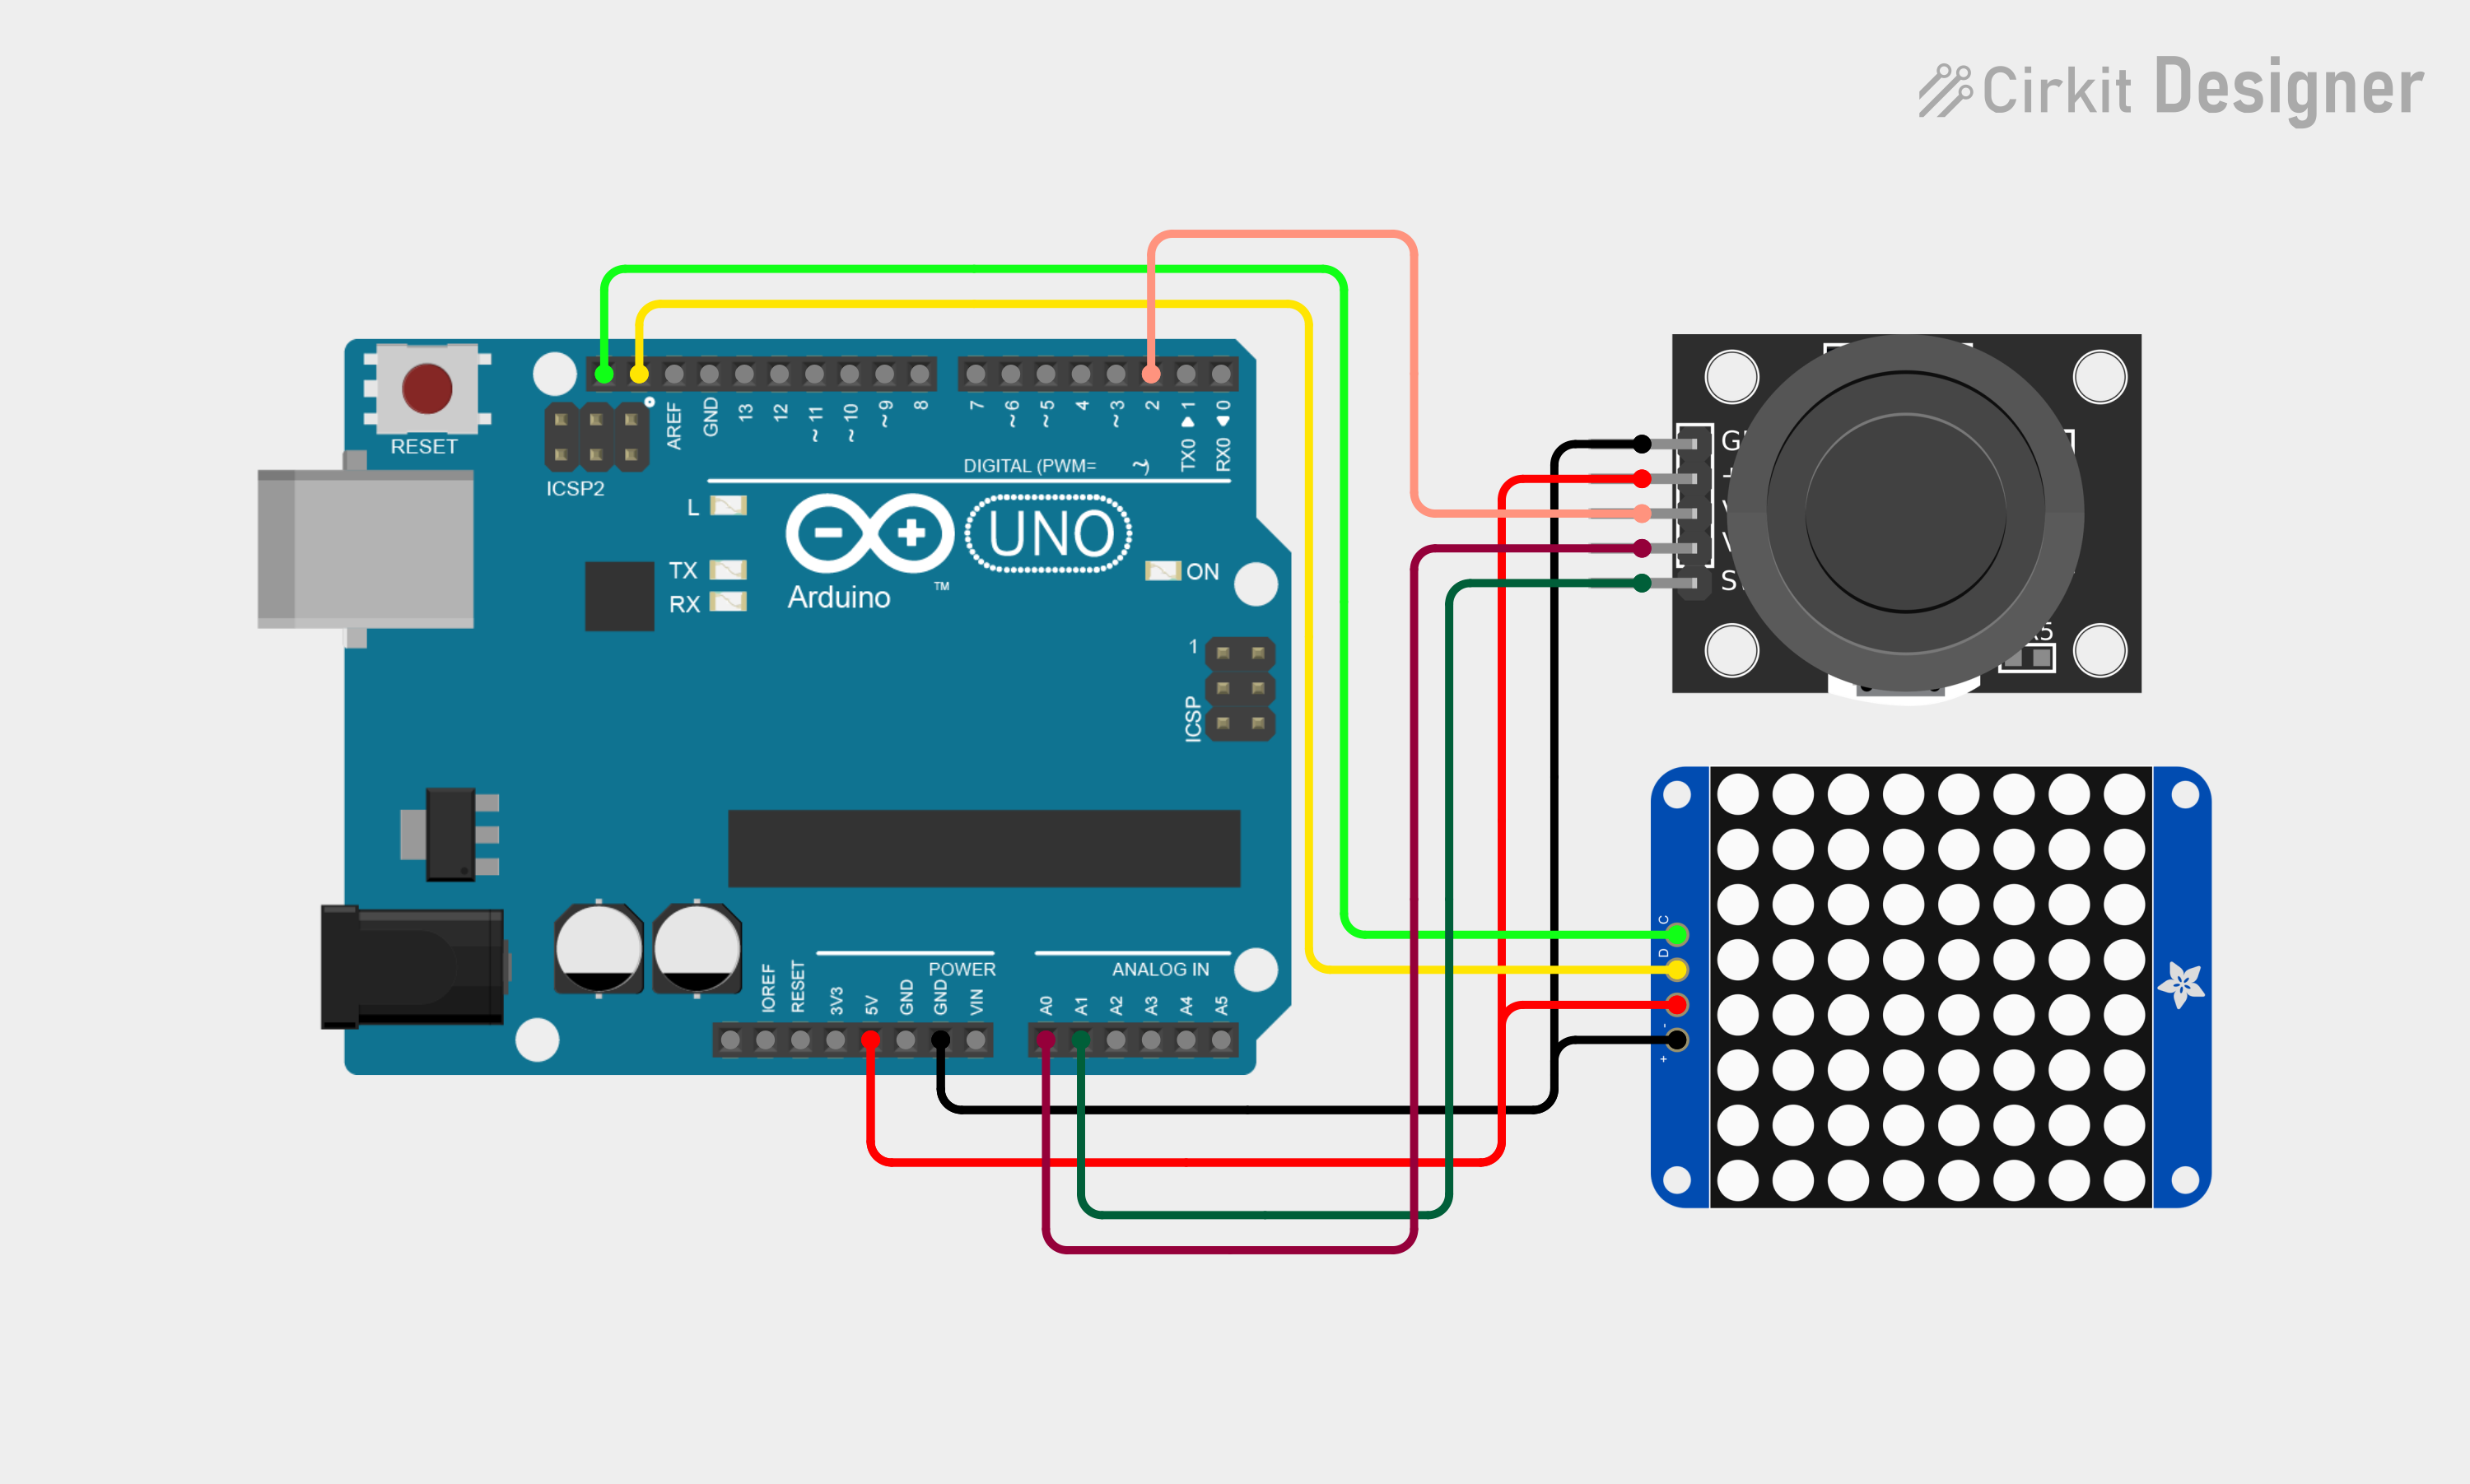 Cirkit Designer
RESET
ICSP2
AREF
GND
13
12
~11
~10
~9
8
7
~6
~5
4
~3
2
TX0 ▶ 1
RX0 ◀ 0
DIGITAL (PWM= ~)
L
TX
RX
UNO
ON
Arduino
TM
1
ICSP
R5
C
D
-
+
POWER
ANALOG IN
IOREF
RESET
3V3
5V
GND
GND
VIN
A0
A1
A2
A3
A4
A5